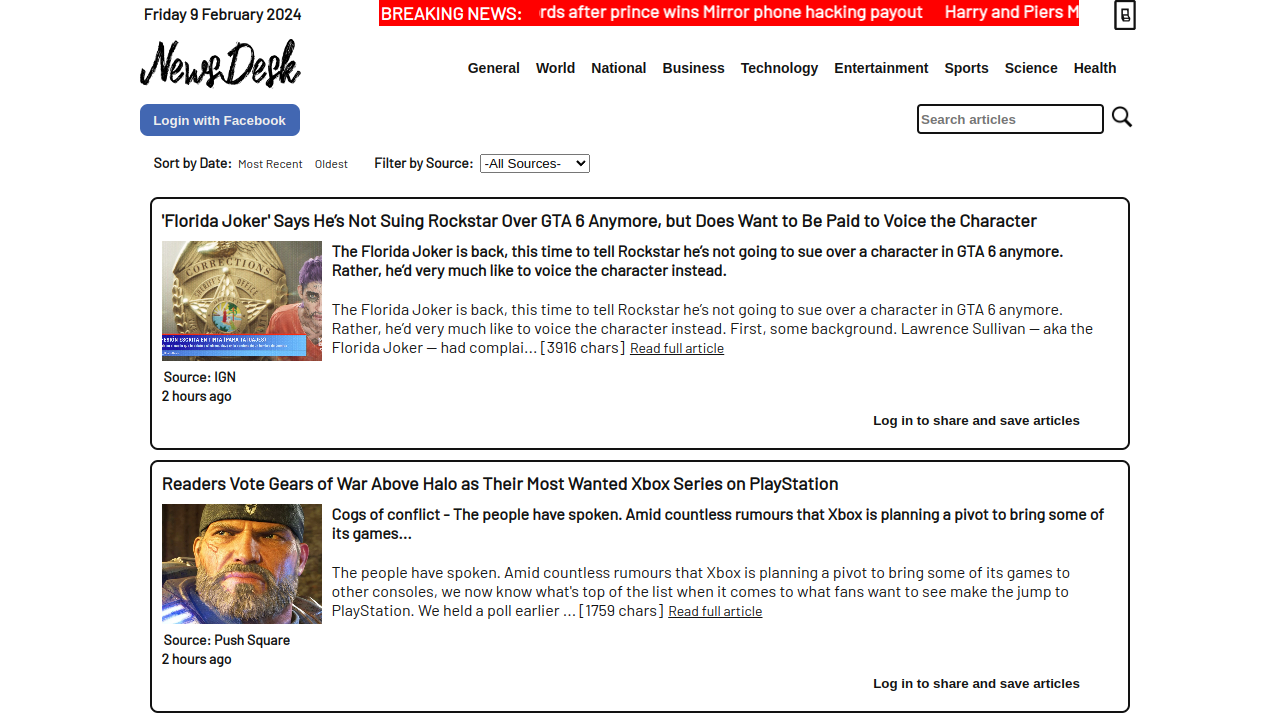 Friday 9 February 2024
BREAKING NEWS: rds after prince wins Mirror phone hacking payout Harry and Piers M
NewsDesk
General World National Business Technology Entertainment Sports Science Health
Login with Facebook
Search articles
Sort by Date: Most Recent Oldest Filter by Source: -All Sources-
'Florida Joker' Says He’s Not Suing Rockstar Over GTA 6 Anymore, but Does Want to Be Paid to Voice the Character
CORRECTIONS
The Florida Joker is back, this time to tell Rockstar he’s not going to sue over a character in GTA 6 anymore.
Rather, he’d very much like to voice the character instead.
The Florida Joker is back, this time to tell Rockstar he’s not going to sue over a character in GTA 6 anymore.
Rather, he’d very much like to voice the character instead. First, some background. Lawrence Sullivan — aka the
Florida Joker — had complai… [3916 chars] Read full article
Source: IGN
2 hours ago
Log in to share and save articles
Readers Vote Gears of War Above Halo as Their Most Wanted Xbox Series on PlayStation
Cogs of conflict - The people have spoken. Amid countless rumours that Xbox is planning a pivot to bring some of
its games...
The people have spoken. Amid countless rumours that Xbox is planning a pivot to bring some of its games to
other consoles, we now know what's top of the list when it comes to what fans want to see make the jump to
PlayStation. We held a poll earlier … [1759 chars] Read full article
Source: Push Square
2 hours ago
Log in to share and save articles